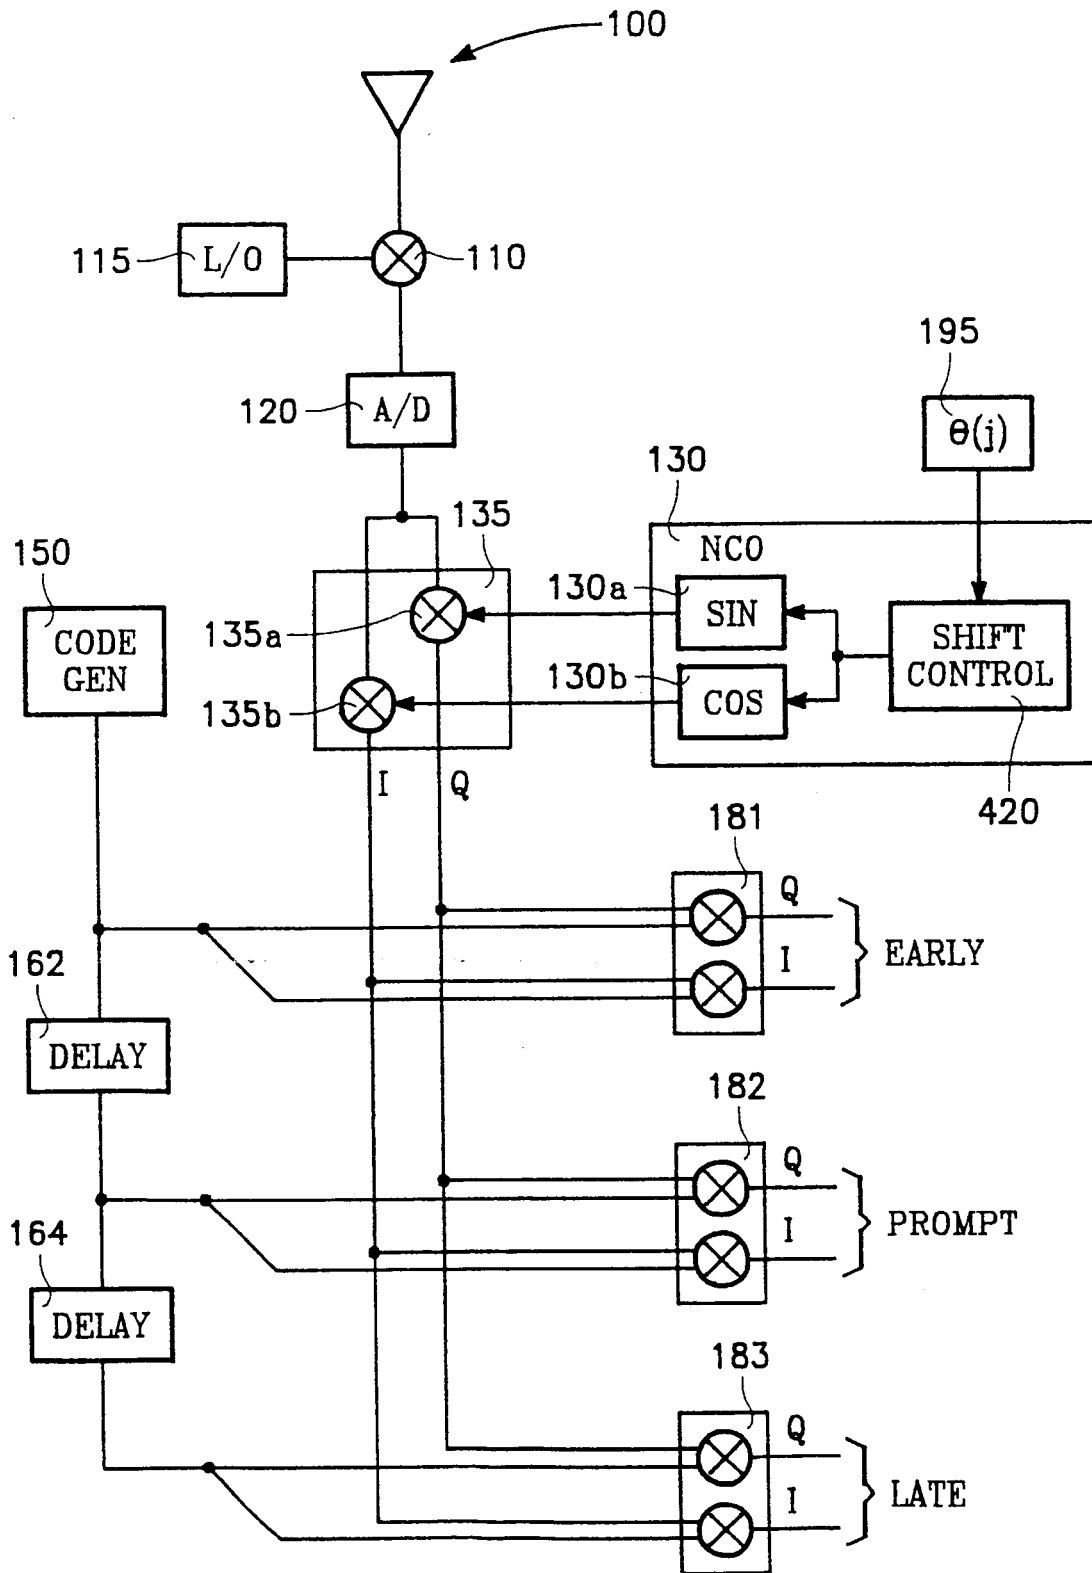 100
L/O
115
110
195
120
A/D
θ(j)
130
135
150
NCO
130a
CODE
GEN
135a
SIN
SHIFT
CONTROL
130b
135b
COS
I
Q
420
181
Q
162
I
EARLY
DELAY
182
Q
164
I
PROMPT
DELAY
183
Q
I
LATE